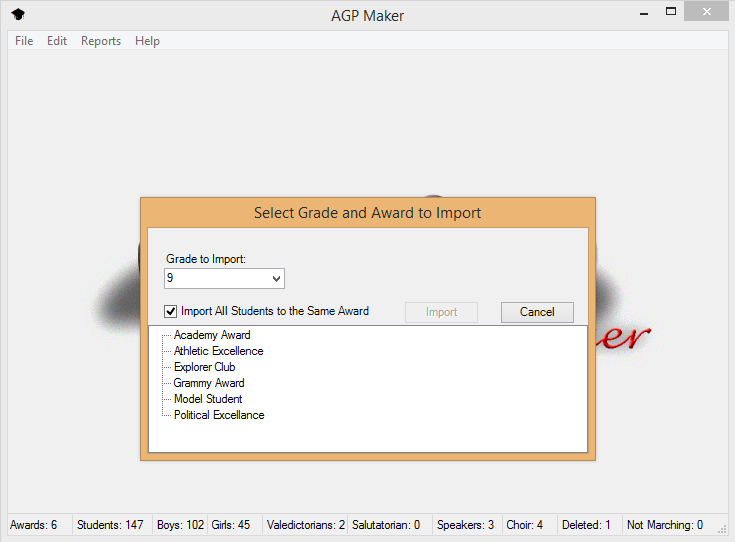 AGP Maker
File Edit Reports Help
Select Grade and Award to Import
Grade to Import:
9
Import All Students to the Same Award Import Cancel
Academy Award
Athletic Excellence
Explorer Club
Grammy Award
Model Student
Political Excellance
er
Awards: 6 Students: 147 Boys: 102 Girls: 45 Valedictorians: 2 Salutatorian: 0 Speakers: 3 Choir: 4 Deleted: 1 Not Marching: 0